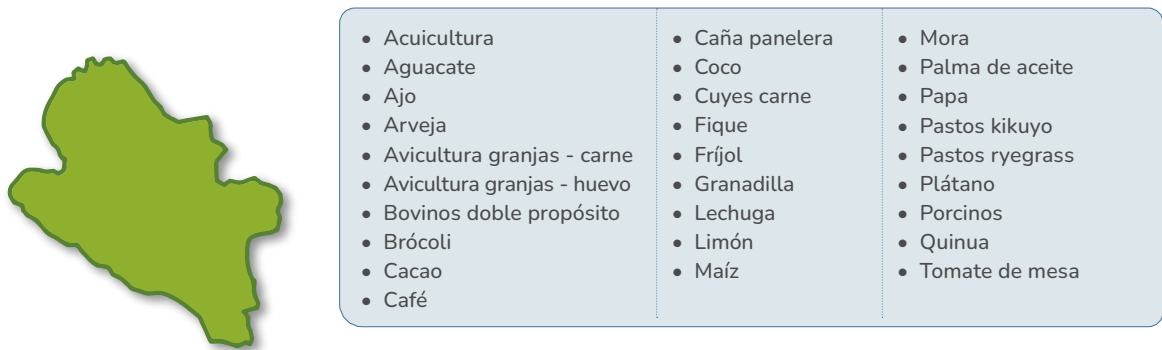 • Acuicultura
• Aguacate
• Ajo
• Arveja
• Avicultura granjas - carne
• Avicultura granjas - huevo
• Bovinos doble propósito
• Brócoli
• Cacao
• Café
• Caña panelera
• Coco
• Cuyes carne
• Fique
• Fríjol
• Granadilla
• Lechuga
• Limón
• Maíz
• Mora
• Palma de aceite
• Papa
• Pastos kikuyo
• Pastos ryegrass
• Plátano
• Porcinos
• Quinua
• Tomate de mesa